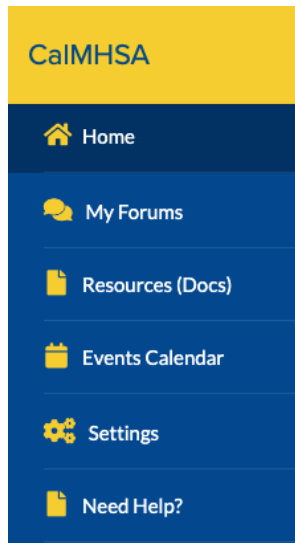 CalMHSA
Home
My Forums
Resources (Docs)
Events Calendar
Settings
Need Help?